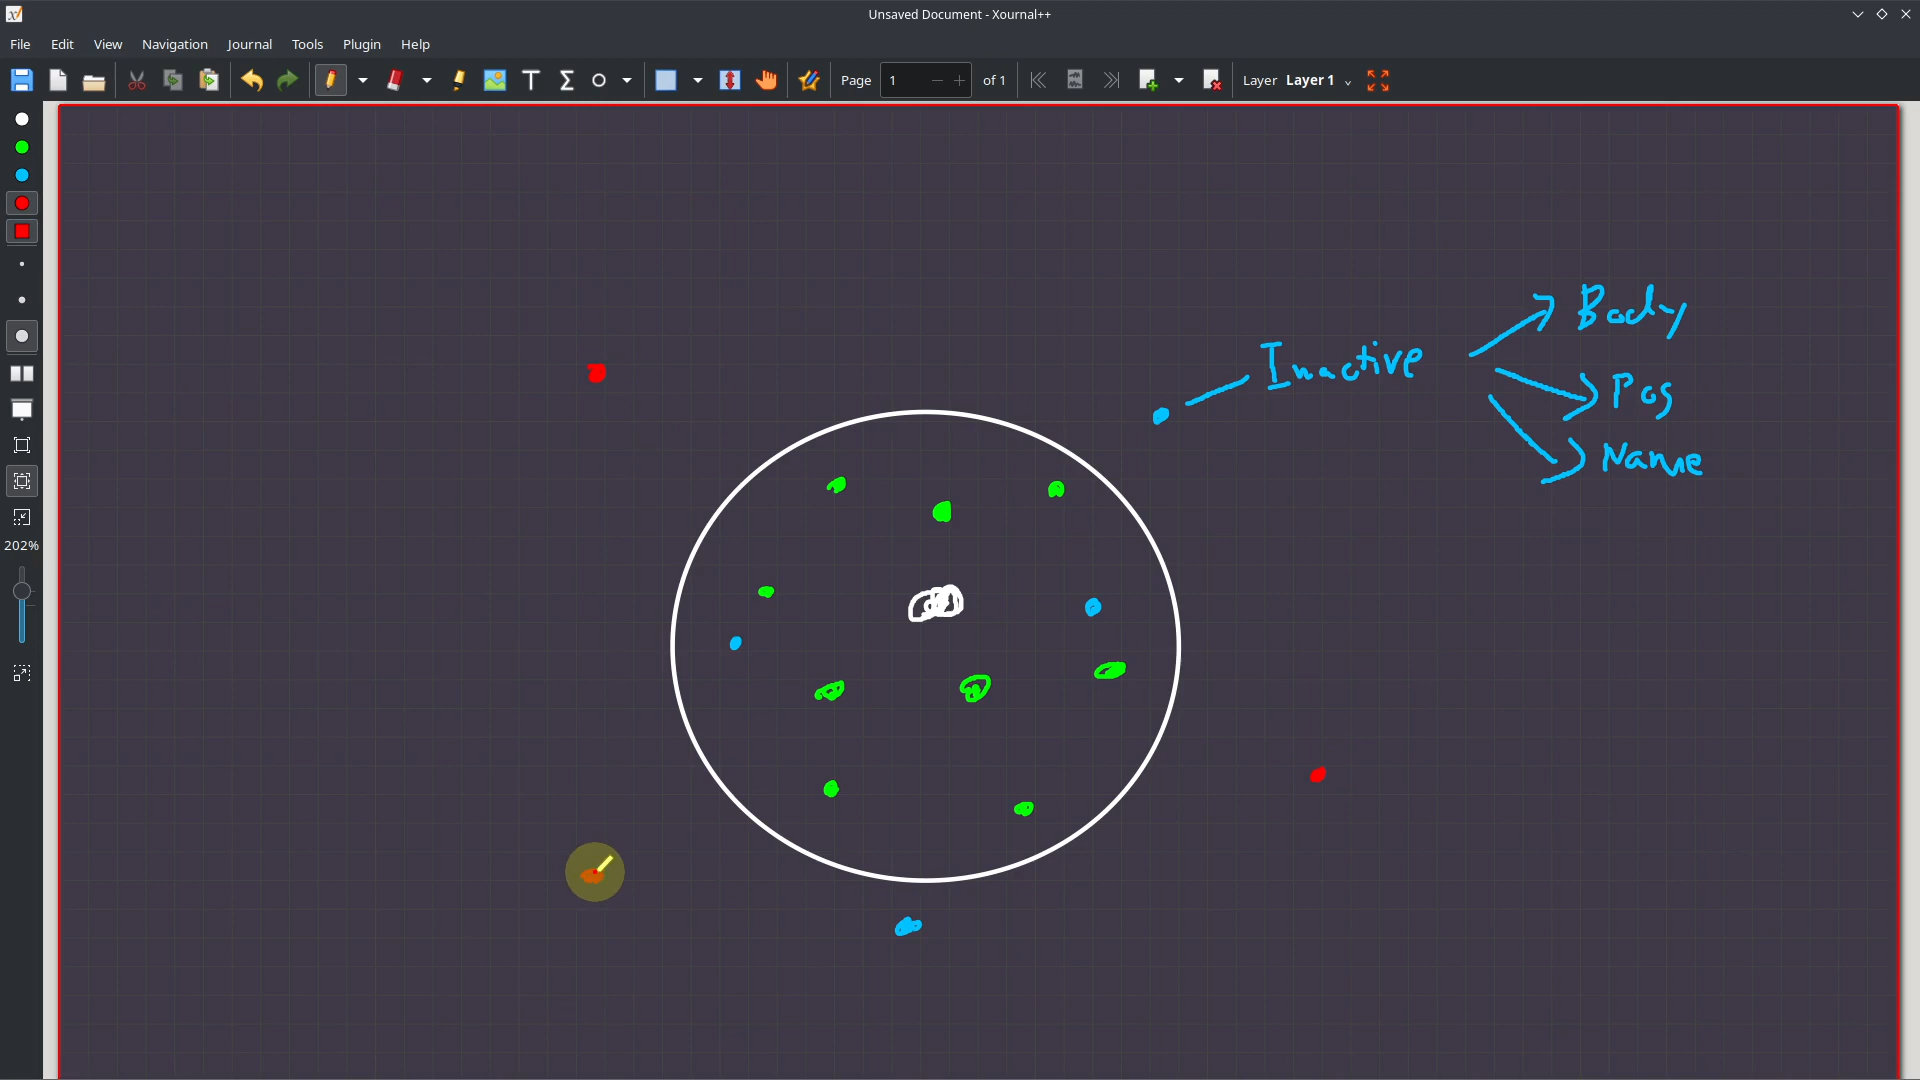 Unsaved Document - Xournal++
File Edit View Navigation Journal Tools Plugin Help
Page 1 of 1 Layer Layer 1
202%
Inactive
Body
Pos
Name